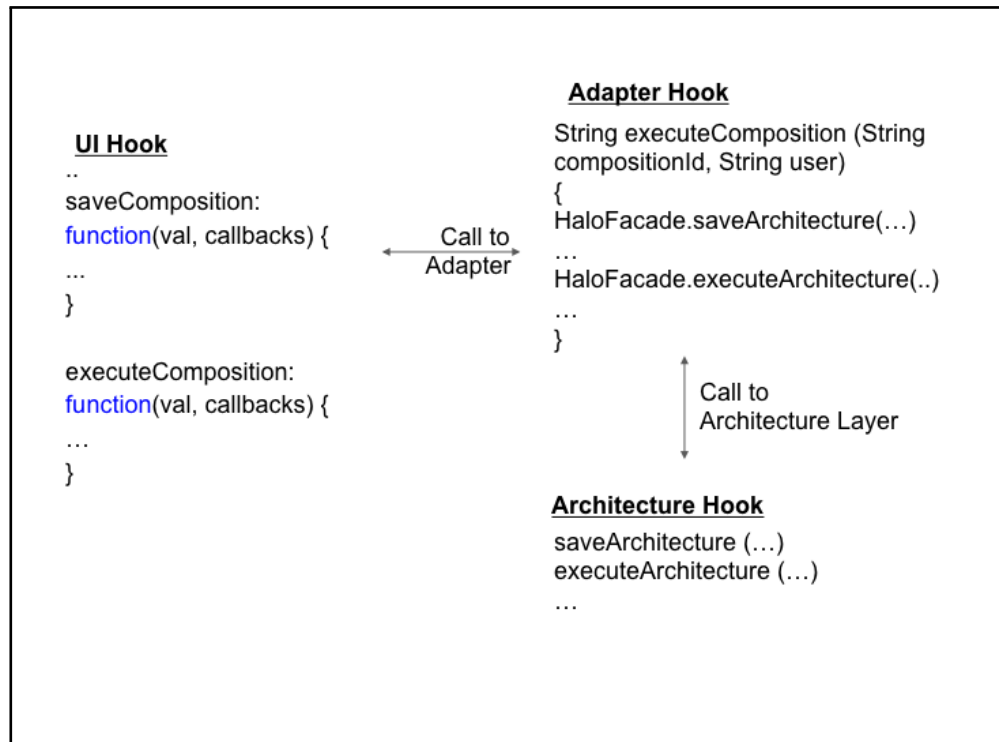 UI Hook
..
saveComposition:
function(val, callbacks) {
...
}
executeComposition:
function(val, callbacks) {
…
}
Call to
Adapter
Adapter Hook
String executeComposition (String
compositionId, String user)
{
HaloFacade.saveArchitecture(…)
…
HaloFacade.executeArchitecture(..)
…
}
Call to
Architecture Layer
Architecture Hook
saveArchitecture (…)
executeArchitecture (…)
…